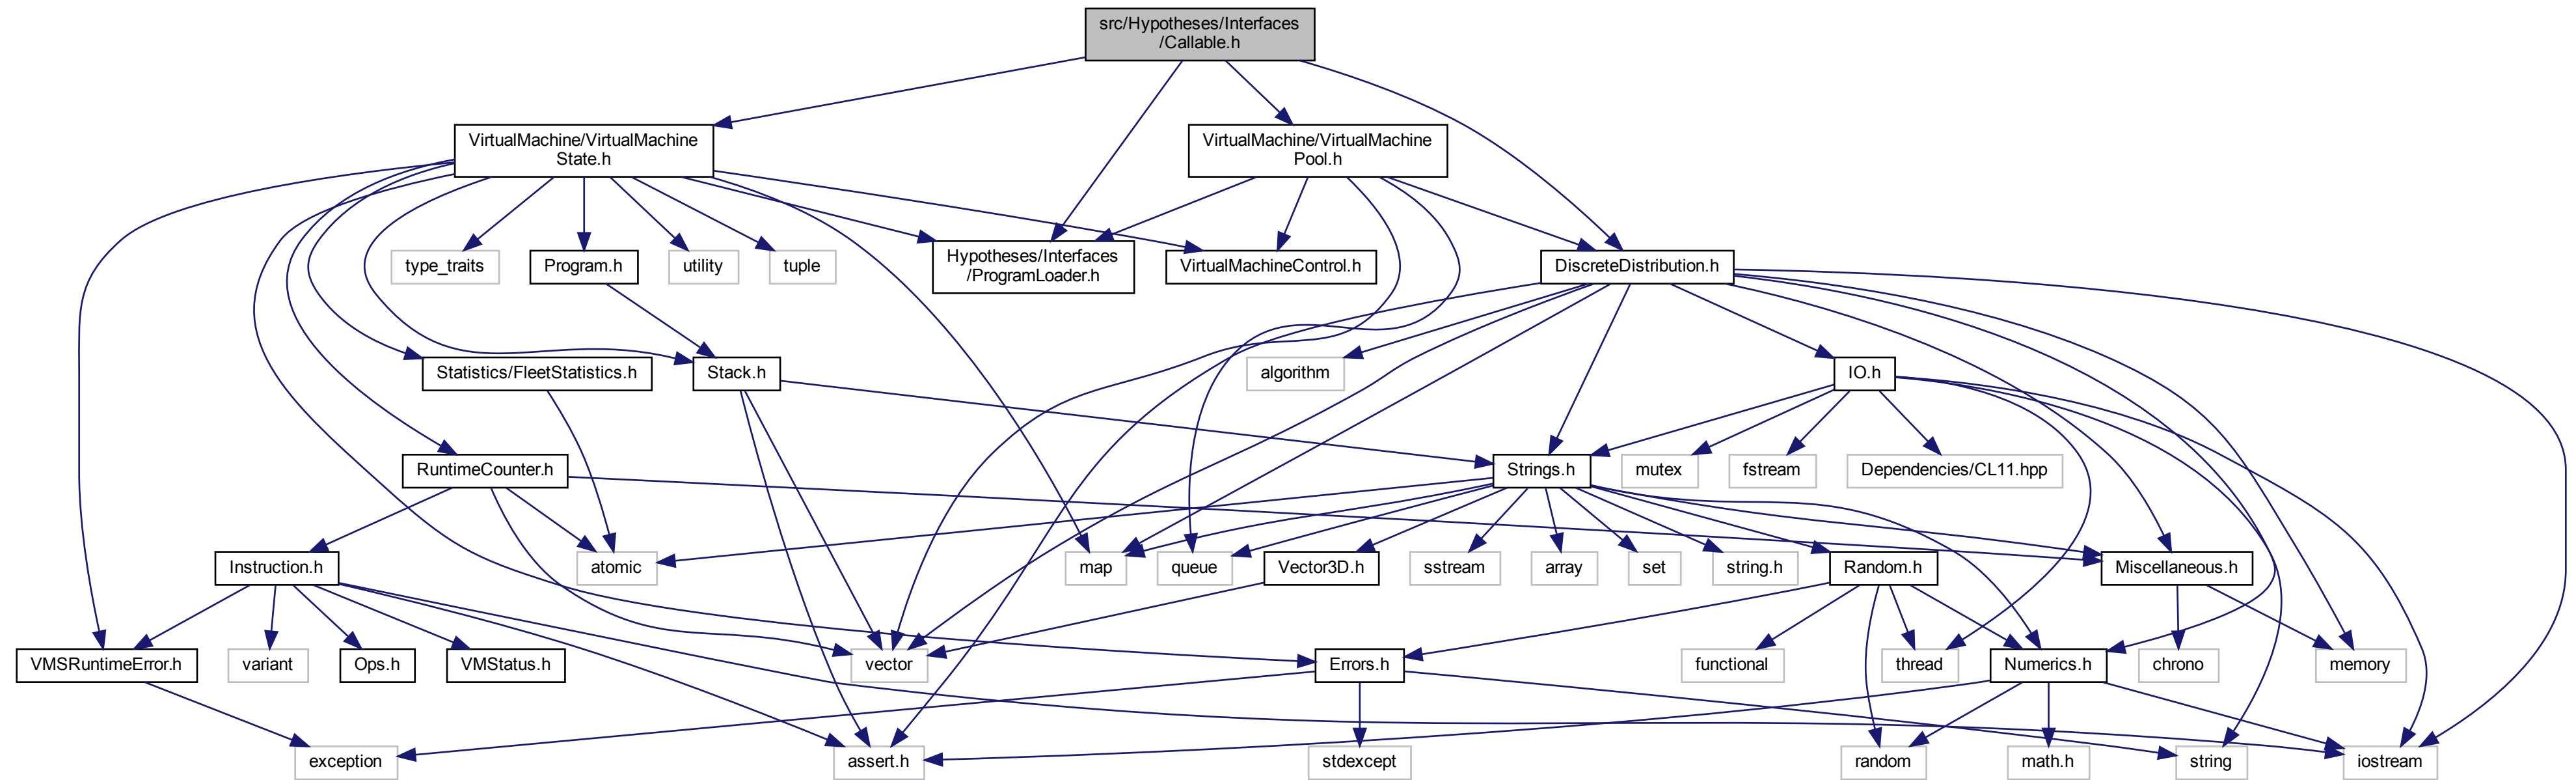 src/Hypotheses/Interfaces
/Callable.h
VirtualMachine/VirtualMachine
State.h
VirtualMachine/VirtualMachine
Pool.h
type_traits
Program.h
utility
tuple
Hypotheses/Interfaces
/ProgramLoader.h
VirtualMachineControl.h
DiscreteDistribution.h
Statistics/FleetStatistics.h
Stack.h
algorithm
IO.h
RuntimeCounter.h
Strings.h
mutex
fstream
Dependencies/CL11.hpp
Instruction.h
atomic
map
queue
Vector3D.h
sstream
array
set
string.h
Random.h
Miscellaneous.h
VMSRuntimeError.h
variant
Ops.h
VMStatus.h
vector
Errors.h
functional
thread
Numerics.h
chrono
memory
exception
assert.h
stdexcept
random
math.h
string
iostream